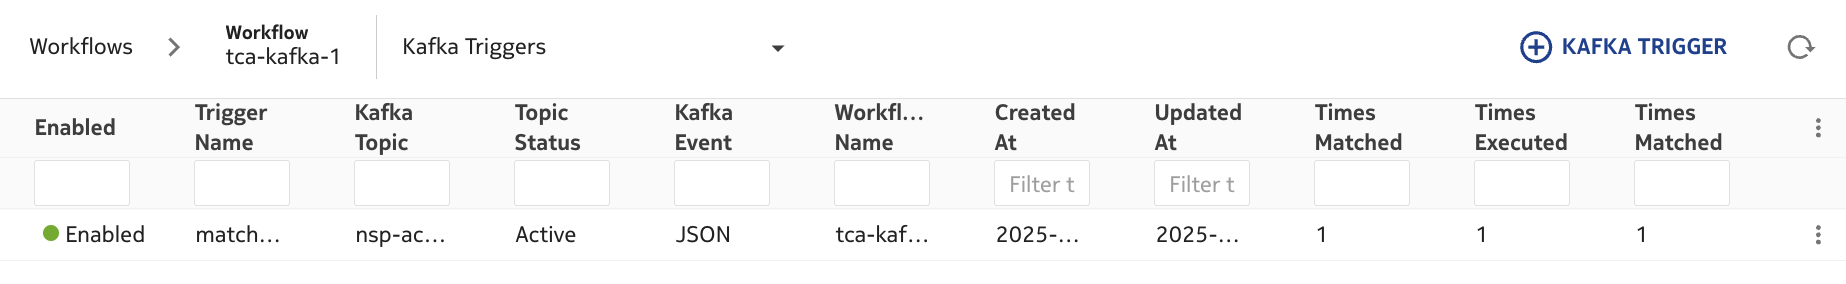 Workflows
Workflow
tca-kafka-1
Kafka Triggers
KAFKA TRIGGER
Enabled
Trigger Name
Kafka Topic
Topic Status
Kafka Event
Workfl... Name
Created At
Updated At
Times Matched
Times Executed
Times Matched
Filter t
Filter t
Enabled match... nsp-ac... Active JSON tca-kaf... 2025-... 2025-... 1 1 1